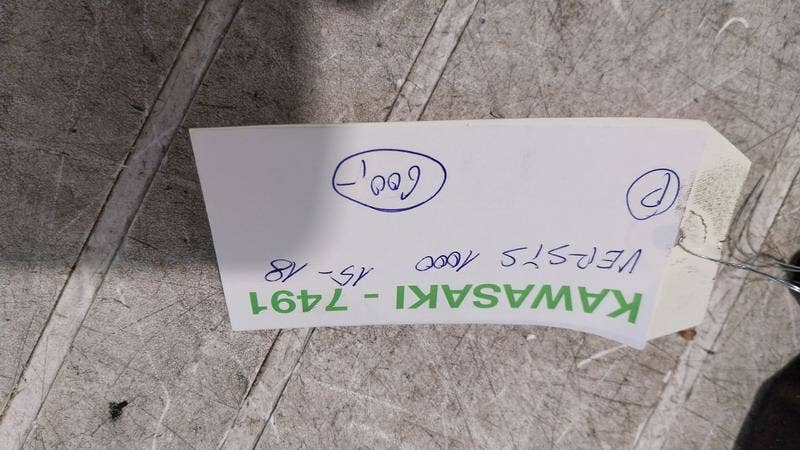 KAWASAKI - 7491
VERSYS 1000 15-18
P
600,-